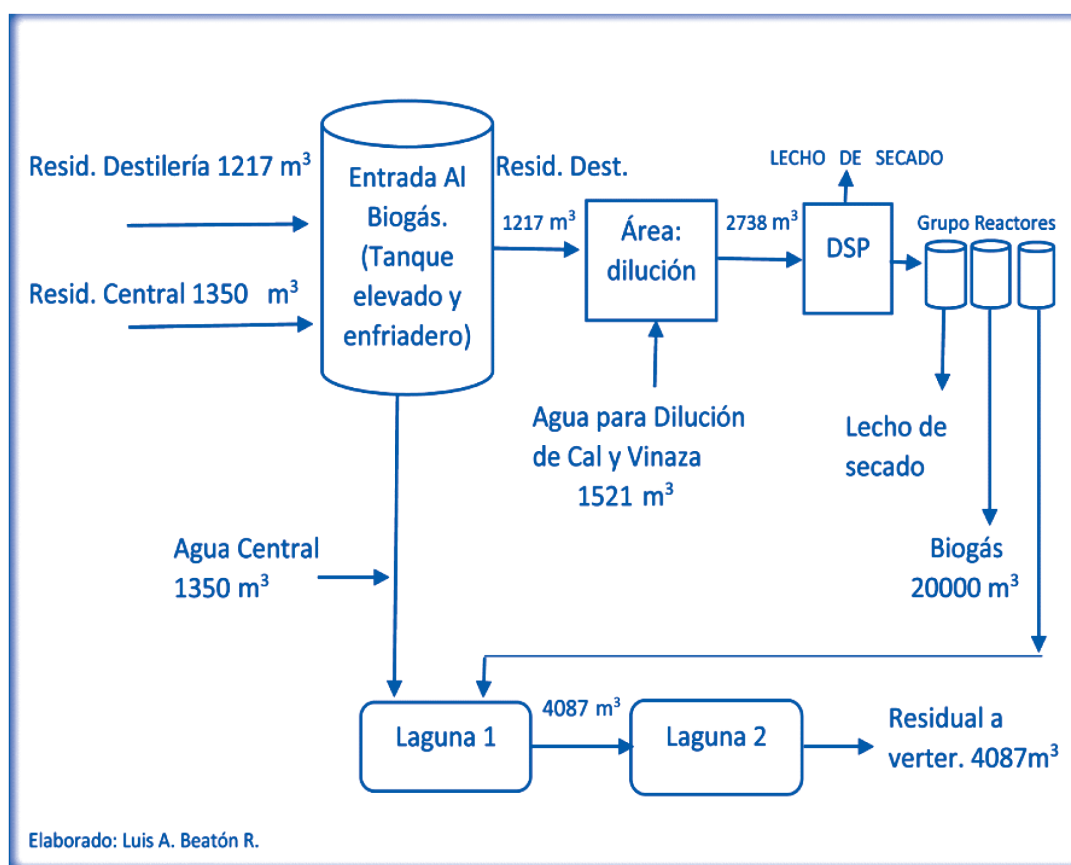 Resid. Destilería 1217 m³
Resid. Central 1350 m³
Entrada Al
Biogás.
(Tanque
elevado y
enfriadero)
Resid. Dest.
1217 m³
Área:
dilución
2738 m³
LECHO DE SECADO
DSP
Grupo Reactores
Agua para Dilución
de Cal y Vinaza
1521 m³
Lecho de
secado
Biogás
20000 m³
Agua Central
1350 m³
Laguna 1
4087 m³
Laguna 2
Residual a
verter. 4087m³
Elaborado: Luis A. Beatón R.